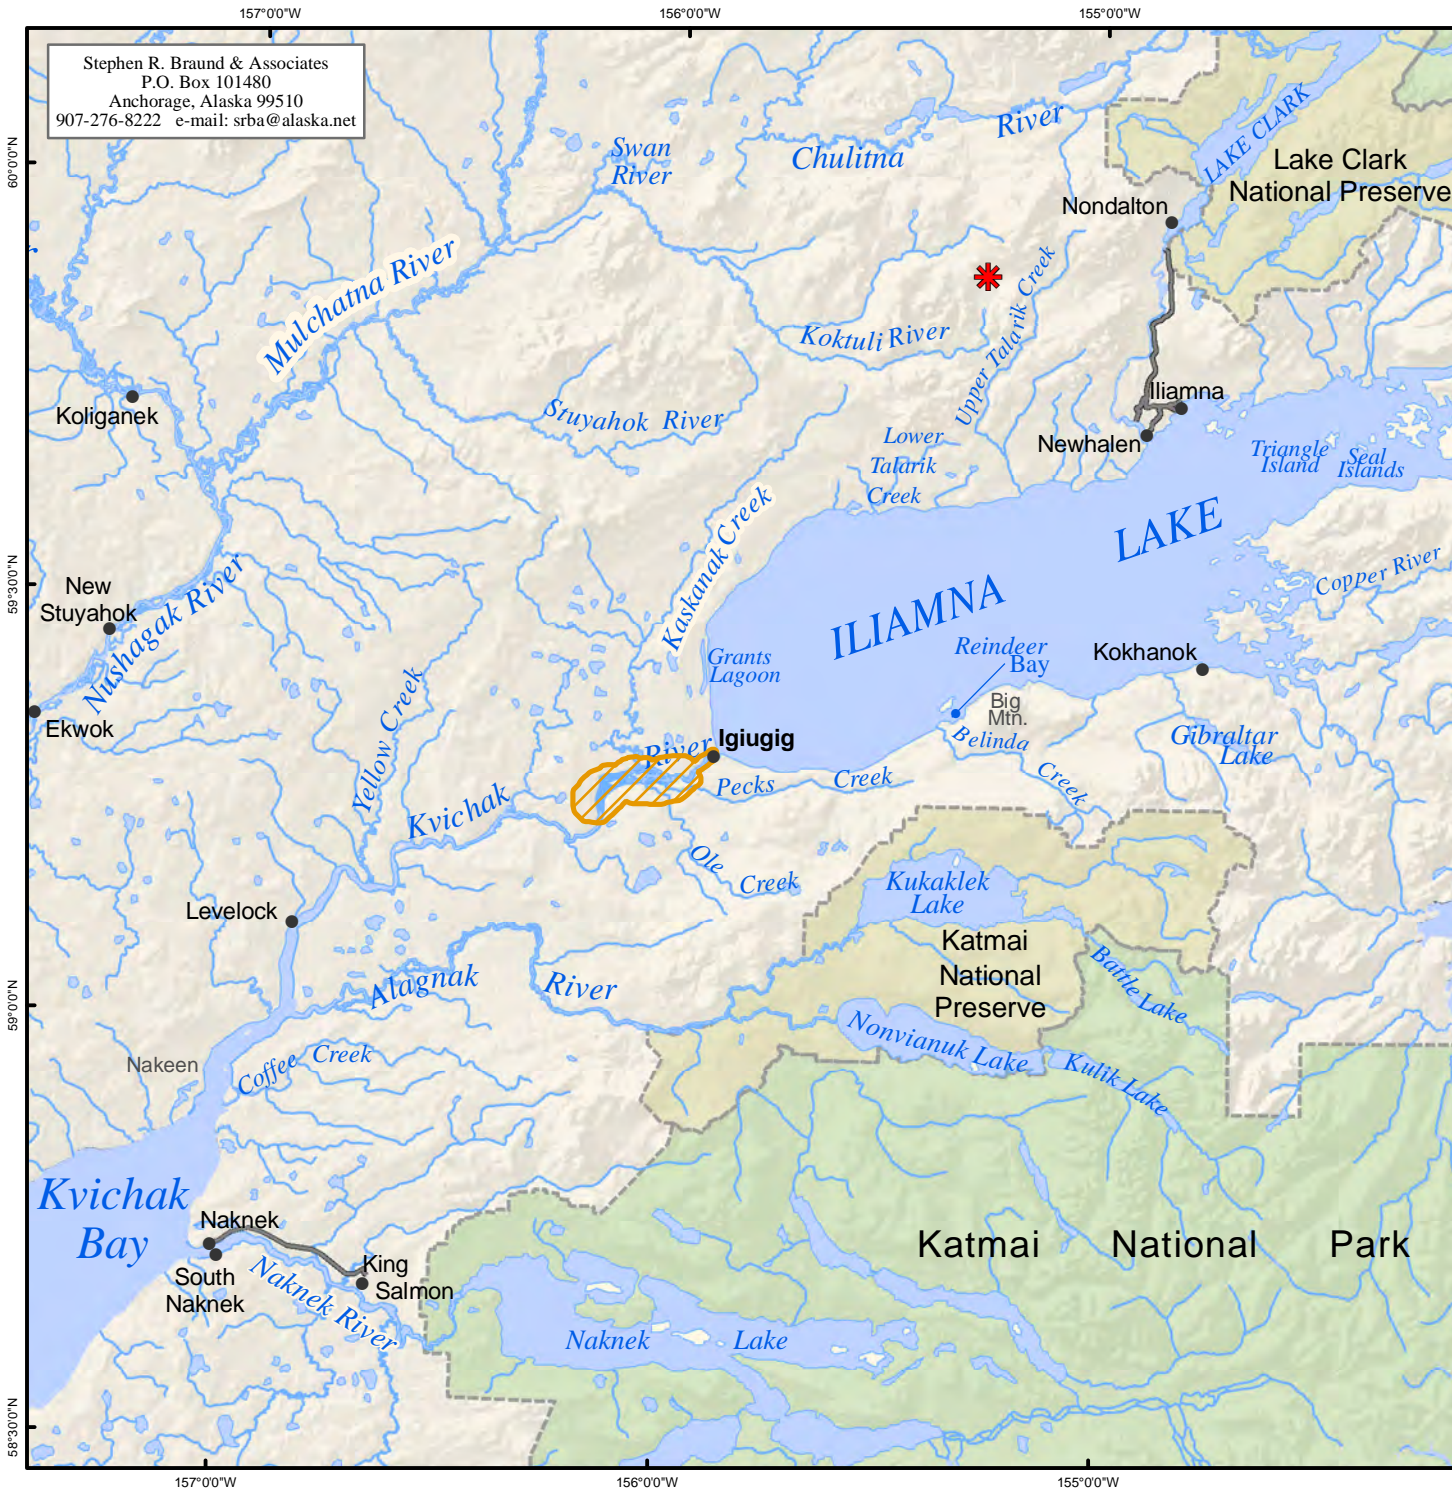 157°0'0"W
156°0'0"W
155°0'0"W
Stephen R. Braund & Associates
P.O. Box 101480
Anchorage, Alaska 99510
907-276-8222 e-mail: srba@alaska.net
60°0'0"N
59°30'0"N
59°0'0"N
58°30'0"N
Swan
River
Chulitna
River
LAKE CLARK
Lake Clark
National Preserve
Nondalton
Mulchatna River
Koktuli River
Upper Talarik Creek
Koliganek
Stuyahok River
Iliamna
Newhalen
Lower
Talarik
Creek
Triangle
Island
Seal
Islands
Kaskanak Creek
ILIAMNA
LAKE
Copper River
New
Stuyahok
Nushagak River
Grants
Lagoon
Reindeer
Bay
Kokhanok
Yellow Creek
Ekwok
Big
Mtn.
Belinda
Creek
Gibraltar
Lake
Igiugig
River
Kvichak
Pecks
Creek
Ole
Creek
Kukaklek
Lake
Levelock
Katmai
National
Preserve
Battle Lake
Alagnak
River
Nonvianuk Lake
Kulik Lake
Nakeen
Coffee Creek
Kvichak
Bay
Naknek
South
Naknek
King
Salmon
Naknek River
Katmai National Park
Naknek Lake
157°0'0"W
156°0'0"W
155°0'0"W